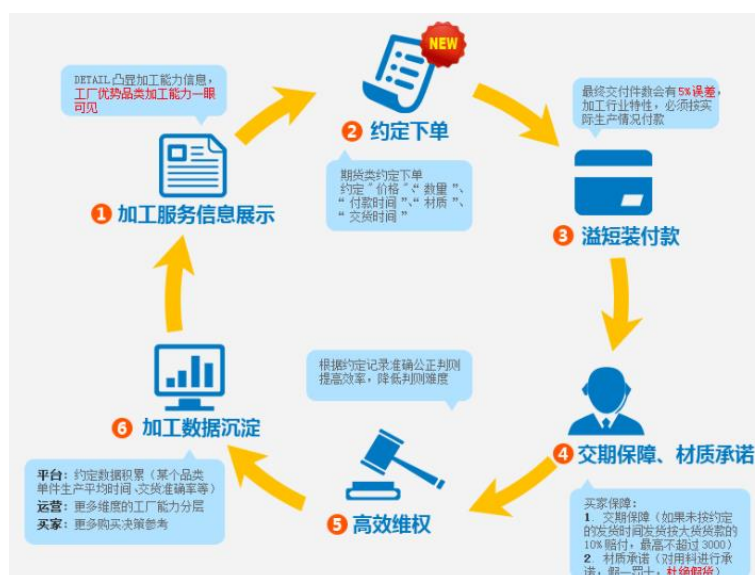 NEW
DETAIL凸显加工能力信息，
工厂优势品类加工能力一眼
可见
1 加工服务信息展示
2 约定下单
期货类约定下单
约定“价格”、“数量”、
“付款时间”、“材质”、
“交货时间”
最终交付件数会有5%误差，
加工行业特性，必须按实
际生产情况付款
3 溢短装付款
4 交期保障、材质承诺
买家保障：
1. 交期保障（如果未按约定
的发货时间发货按大货货款的
10%赔付，最高不超过3000）
2. 材质承诺（对用料进行承
诺，假一罚十，杜绝假货）
根据约定记录准确公正判则
提高效率，降低判则难度
5 高效维权
6 加工数据沉淀
平台：约定数据积累（某个品类
单件生产平均时间、交货准确率等）
运营：更多维度的工厂能力分层
买家：更多购买决策参考